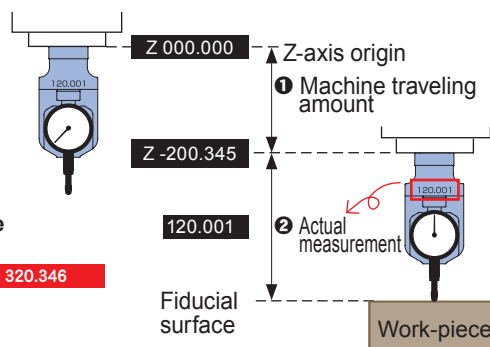 Z 000.000
Z-axis origin
120.001
❶ Machine traveling
amount
Z -200.345
120.001
120.001
❷ Actual
measurement
e
320.346
Fiducial
surface
Work-piece